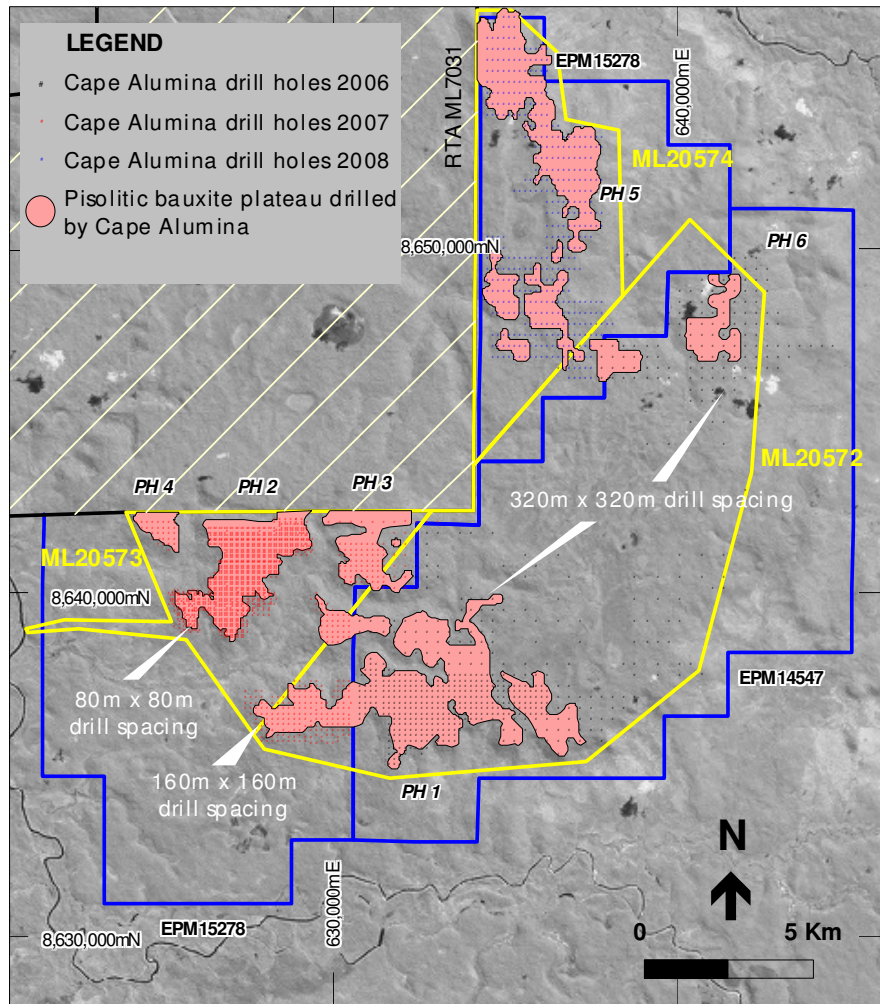 LEGEND
Cape Alumina drill holes 2006
Cape Alumina drill holes 2007
Cape Alumina drill holes 2008
Pisolitic bauxite plateau drilled
by Cape Alumina
RTA ML7031
EPM15278
640,000mE
ML20574
PH 5
8,650,000mN
PH 6
ML20572
PH 4
PH 2
PH 3
320m x 320m drill spacing
ML20573
8,640,000mN
80m x 80m
drill spacing
EPM14547
160m x 160m
drill spacing
PH 1
N
630,000mE
EPM15278
8,630,000mN
0
5 Km